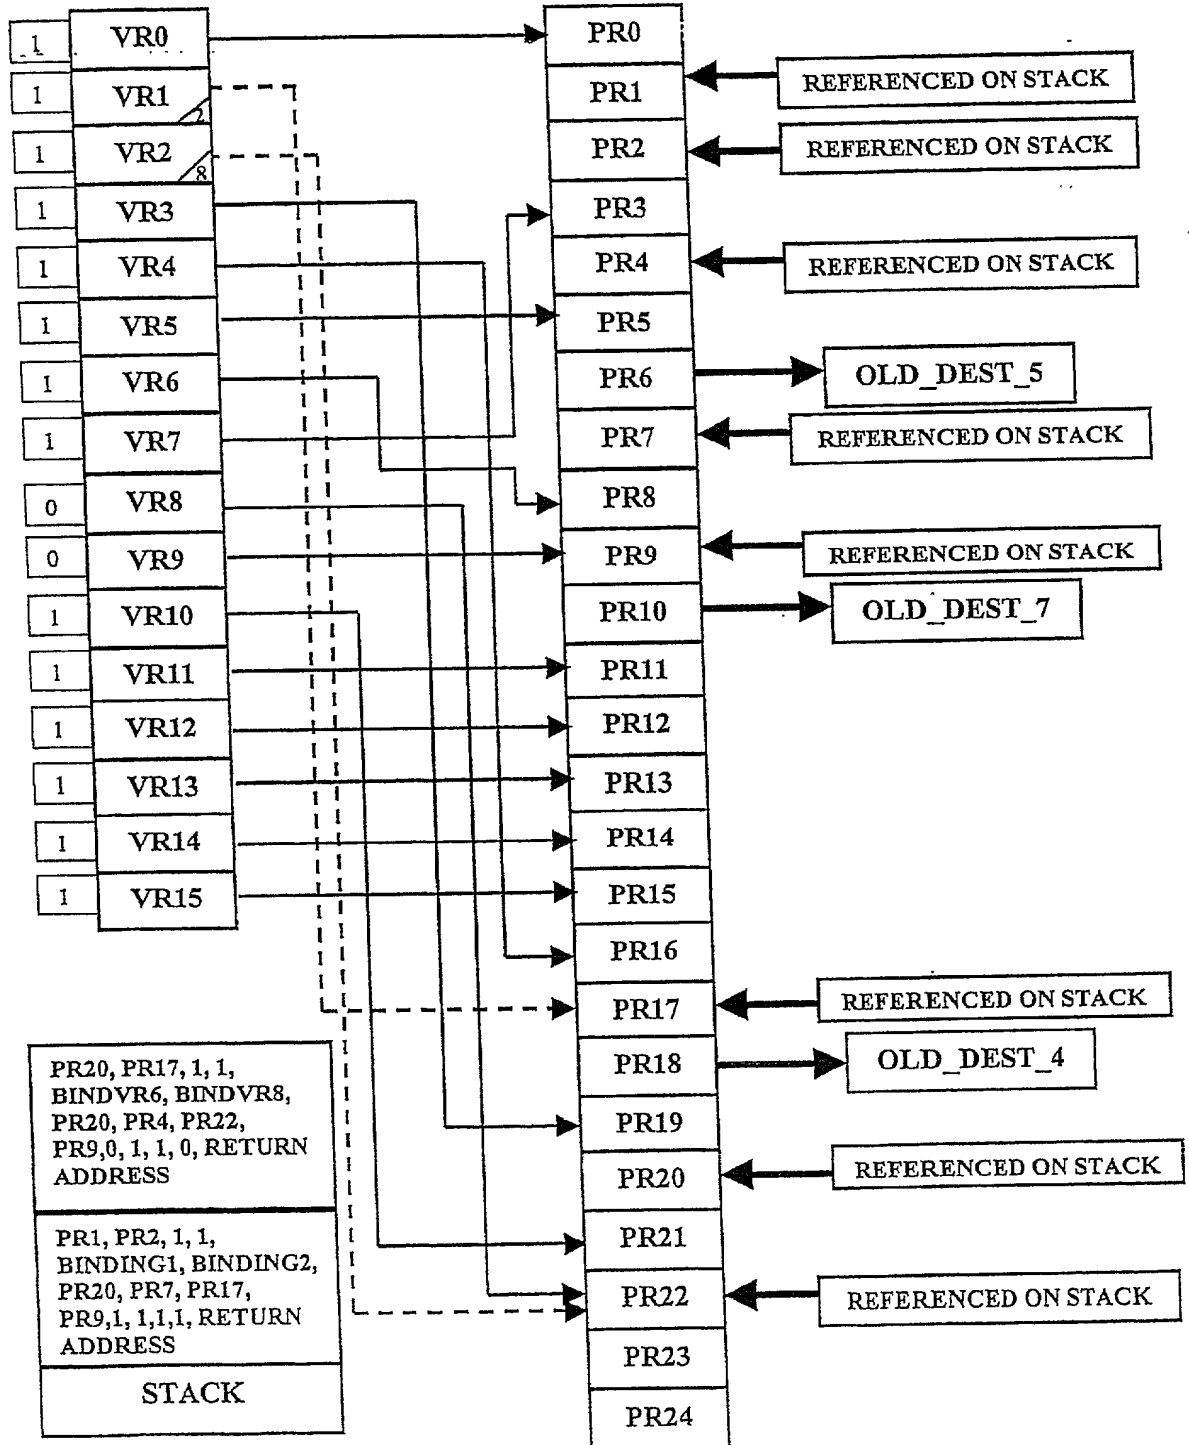 1
VR0
1
VR1
2
1
VR2
8
1
VR3
1
VR4
1
VR5
1
VR6
1
VR7
0
VR8
0
VR9
1
VR10
1
VR11
1
VR12
1
VR13
1
VR14
1
VR15
PR0
PR1
PR2
PR3
PR4
PR5
PR6
PR7
PR8
PR9
PR10
PR11
PR12
PR13
PR14
PR15
PR16
PR17
PR18
PR19
PR20
PR21
PR22
PR23
PR24
REFERENCED ON STACK
REFERENCED ON STACK
REFERENCED ON STACK
OLD_DEST_5
REFERENCED ON STACK
REFERENCED ON STACK
OLD_DEST_7
REFERENCED ON STACK
OLD_DEST_4
REFERENCED ON STACK
REFERENCED ON STACK
PR20, PR17, 1, 1,
BINDVR6, BINDVR8,
PR20, PR4, PR22,
PR9,0, 1, 1, 0, RETURN
ADDRESS
PR1, PR2, 1, 1,
BINDING1, BINDING2,
PR20, PR7, PR17,
PR9,1, 1,1,1, RETURN
ADDRESS
STACK